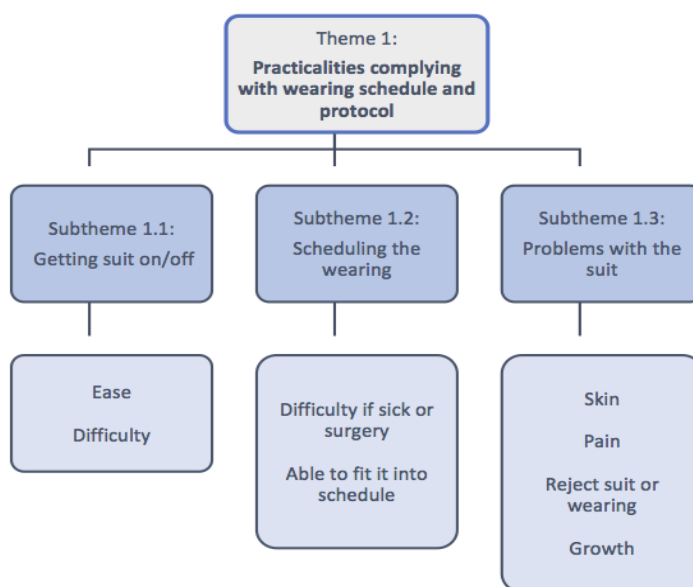 Theme 1:
Practicalities complying
with wearing schedule and
protocol
Subtheme 1.1:
Getting suit on/off
Subtheme 1.2:
Scheduling the
wearing
Subtheme 1.3:
Problems with the
suit
Ease
Difficulty
Difficulty if sick or
surgery
Able to fit it into
schedule
Skin
Pain
Reject suit or
wearing
Growth